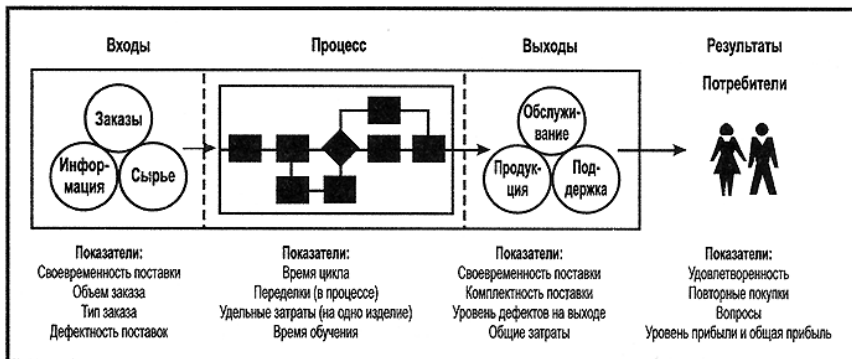 Входы
Процесс
Выходы
Результаты
Потребители
Заказы
Инфор-
мация
Сырье
Обслужи-
вание
Продук-
ция
Под-
держка
Показатели:
Своевременность поставки
Объем заказа
Тип заказа
Дефектность поставок
Показатели:
Время цикла
Переделки (в процессе)
Удельные затраты (на одно изделие)
Время обучения
Показатели:
Своевременность поставки
Комплектность поставки
Уровень дефектов на выходе
Общие затраты
Показатели:
Удовлетворенность
Повторные покупки
Вопросы
Уровень прибыли и общая прибыль